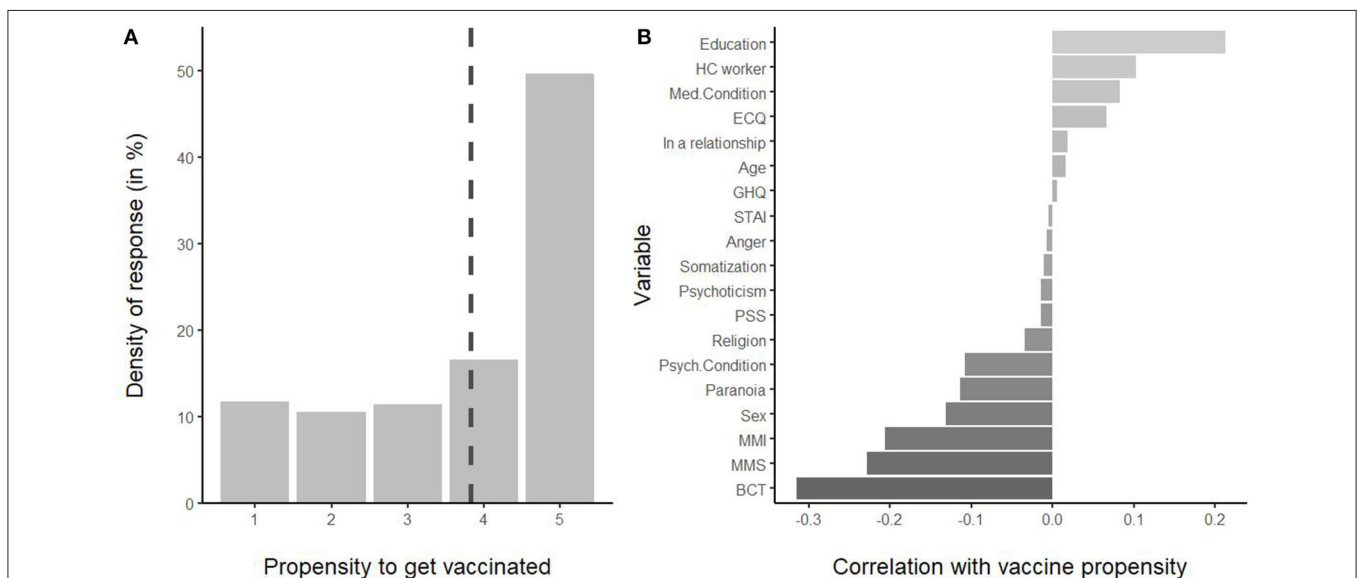 A
Density of response (in %)
50
40
30
20
10
0
1 2 3 4 5
Propensity to get vaccinated
B
Variable
Education
HC worker
Med.Condition
ECQ
In a relationship
Age
GHQ
STAI
Anger
Somatization
Psychoticism
PSS
Religion
Psych.Condition
Paranoia
Sex
MMI
MMS
BCT
-0.3 -0.2 -0.1 0.0 0.1 0.2
Correlation with vaccine propensity